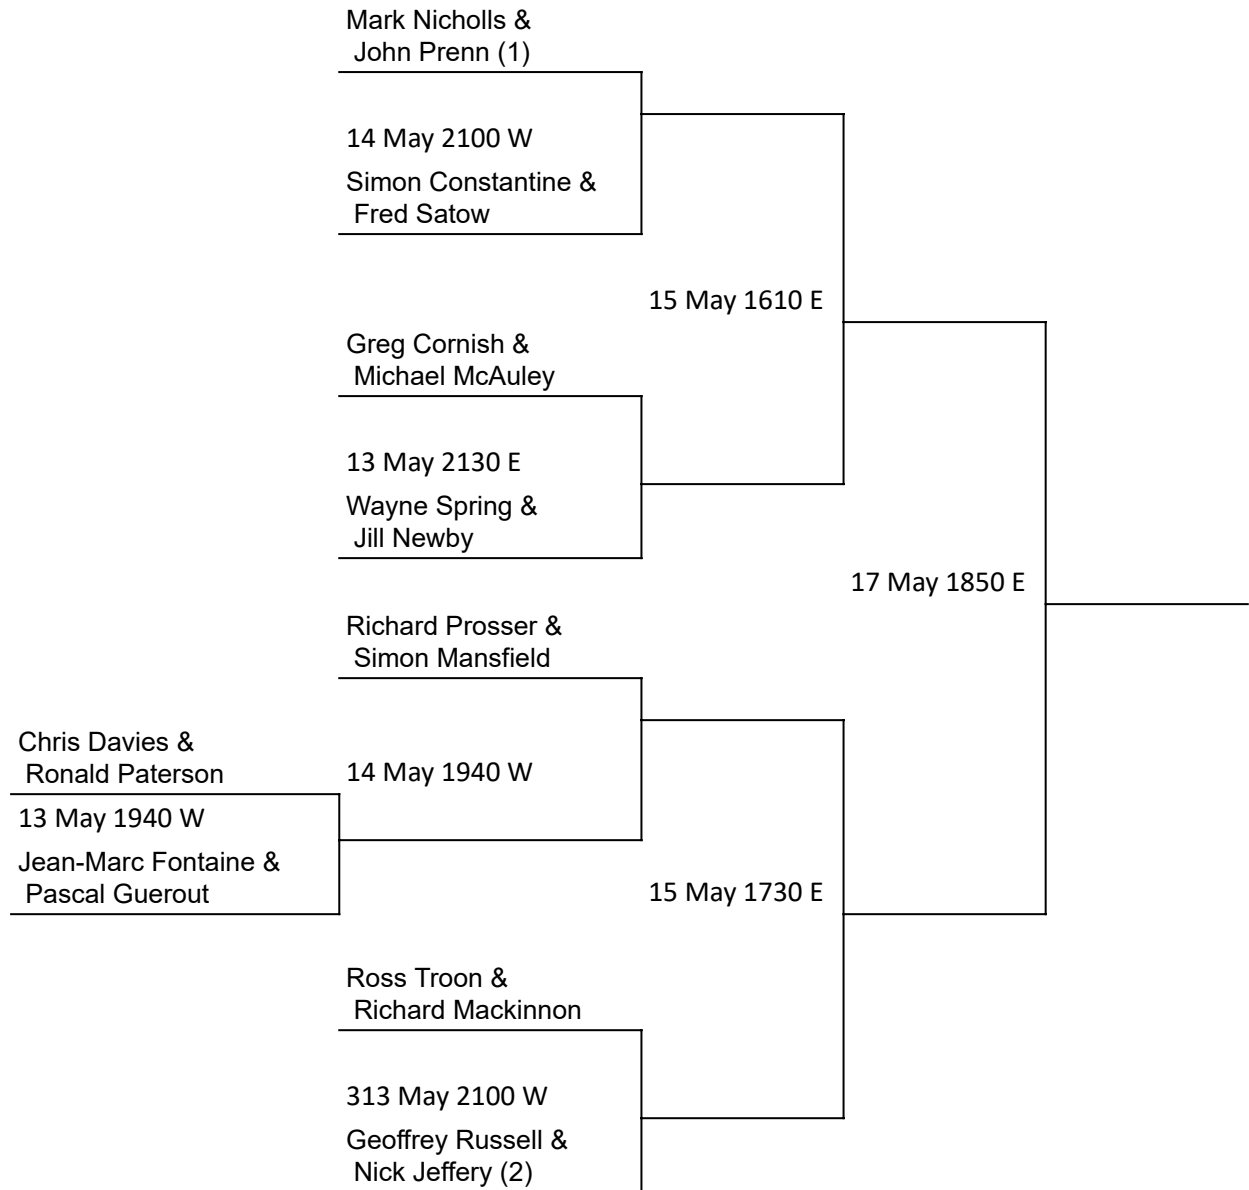 Mark Nicholls &
John Prenn (1)
14 May 2100 W
Simon Constantine &
Fred Satow
15 May 1610 E
Greg Cornish &
Michael McAuley
13 May 2130 E
Wayne Spring &
Jill Newby
17 May 1850 E
Richard Prosser &
Simon Mansfield
Chris Davies &
Ronald Paterson
14 May 1940 W
13 May 1940 W
Jean-Marc Fontaine &
Pascal Guerout
15 May 1730 E
Ross Troon &
Richard Mackinnon
313 May 2100 W
Geoffrey Russell &
Nick Jeffery (2)